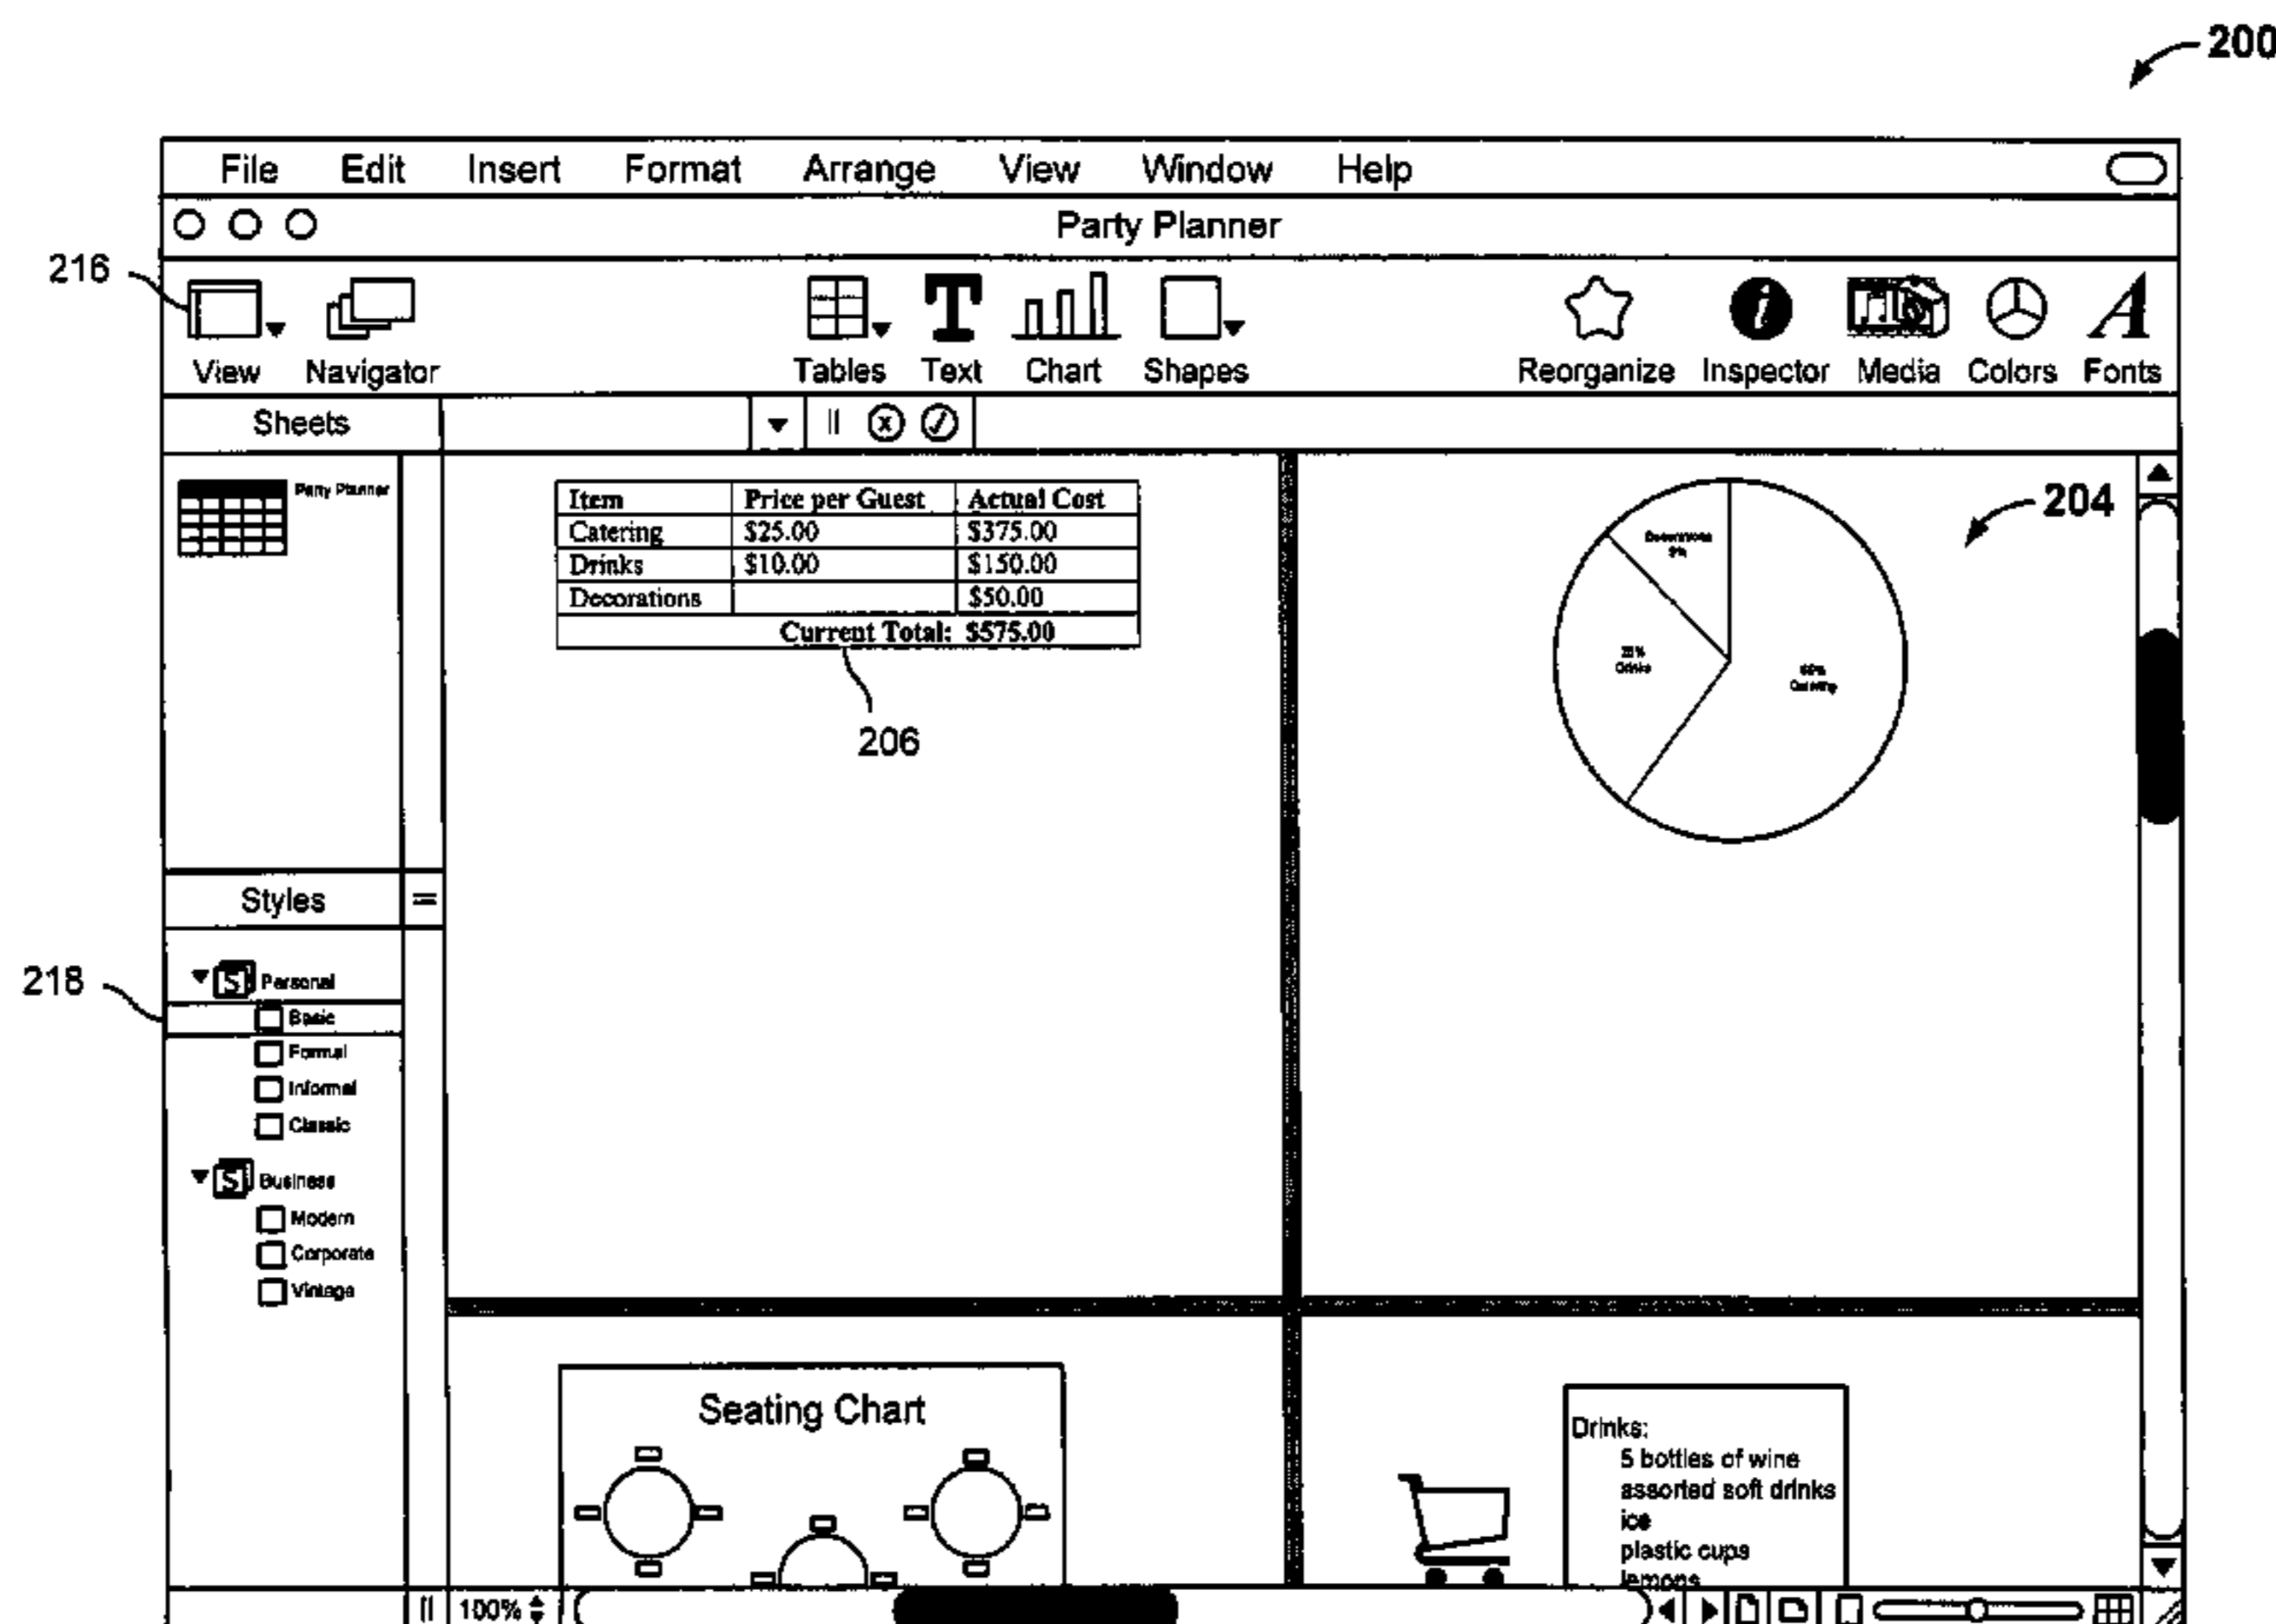 200
File Edit Insert Format Arrange View Window Help
Party Planner
216
View Navigator Tables Text Chart Shapes Reorganize Inspector Media Colors Fonts
Sheets
Party Planner
Item Price per Guest Actual Cost
Catering $25.00 $375.00
Drinks $10.00 $150.00
Decorations $50.00
Current Total: $575.00
206
204
Decorations
Drinks
Catering
Styles
218
Personal
Basic
Formal
Informal
Classic
Business
Modern
Corporate
Vintage
Seating Chart
Drinks:
5 bottles of wine
assorted soft drinks
ice
plastic cups
lemons
100%